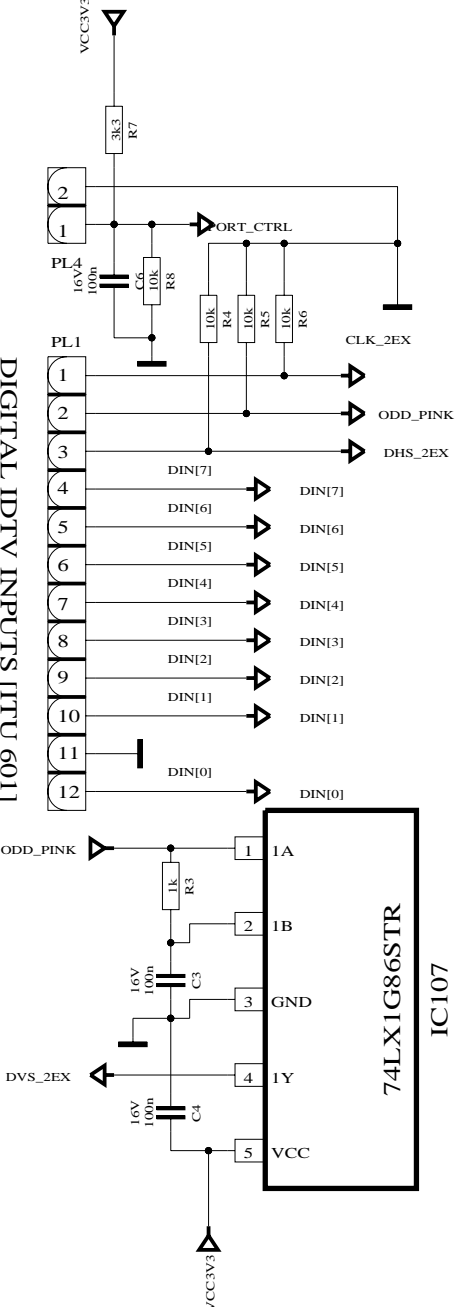 VCC3V3
3k3
R7
2
1
PORT_CTRL
PL4
16V
100n
C6
10k
R8
10k
R4
10k
R5
10k
R6
CLK_2EX
PL1
1
2
ODD_PINK
3
DHS_2EX
DIN[7]
4
DIN[7]
DIN[6]
5
DIN[6]
DIN[5]
6
DIN[5]
DIN[4]
7
DIN[4]
DIN[3]
8
DIN[3]
DIN[2]
9
DIN[2]
DIN[1]
10
DIN[1]
11
DIN[0]
12
DIN[0]
DIGITAL IDTV INPUTS [ITU 601]
ODD_PINK
1
1A
1k
R3
2
1B
16V
100n
C3
3
GND
DVS_2EX
4
1Y
16V
100n
C4
5
VCC
74LX1G86STR
IC107
VCC3V3